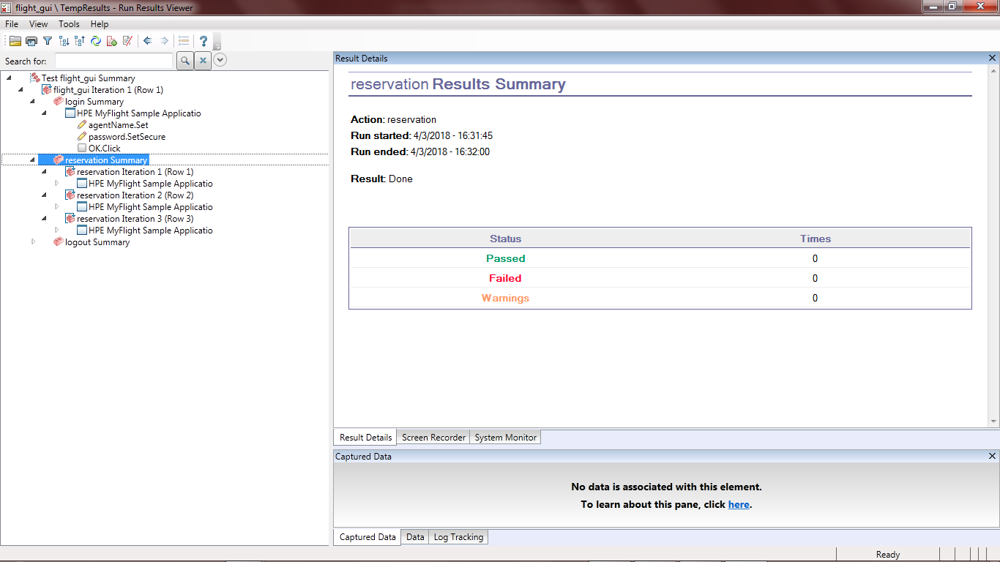 flight_gui \ TempResults - Run Results Viewer
File View Tools Help
Search for:
Test flight_gui Summary
flight_gui Iteration 1 (Row 1)
login Summary
HPE MyFlight Sample Applicatio
agentName.Set
password.SetSecure
OK.Click
reservation Summary
reservation Iteration 1 (Row 1)
HPE MyFlight Sample Applicatio
reservation Iteration 2 (Row 2)
HPE MyFlight Sample Applicatio
reservation Iteration 3 (Row 3)
HPE MyFlight Sample Applicatio
logout Summary
Result Details
reservation Results Summary
Action: reservation
Run started: 4/3/2018 - 16:31:45
Run ended: 4/3/2018 - 16:32:00
Result: Done
Status Times
Passed 0
Failed 0
Warnings 0
Result Details Screen Recorder System Monitor
Captured Data
No data is associated with this element.
To learn about this pane, click here.
Captured Data Data Log Tracking
Ready